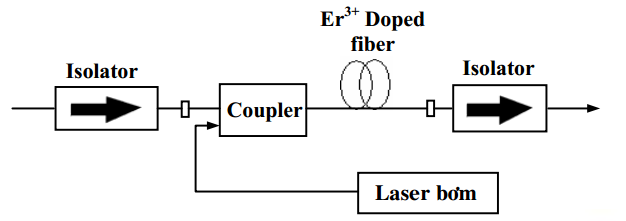 Er³⁺ Doped
fiber
Isolator
Isolator
Coupler
Laser bơm